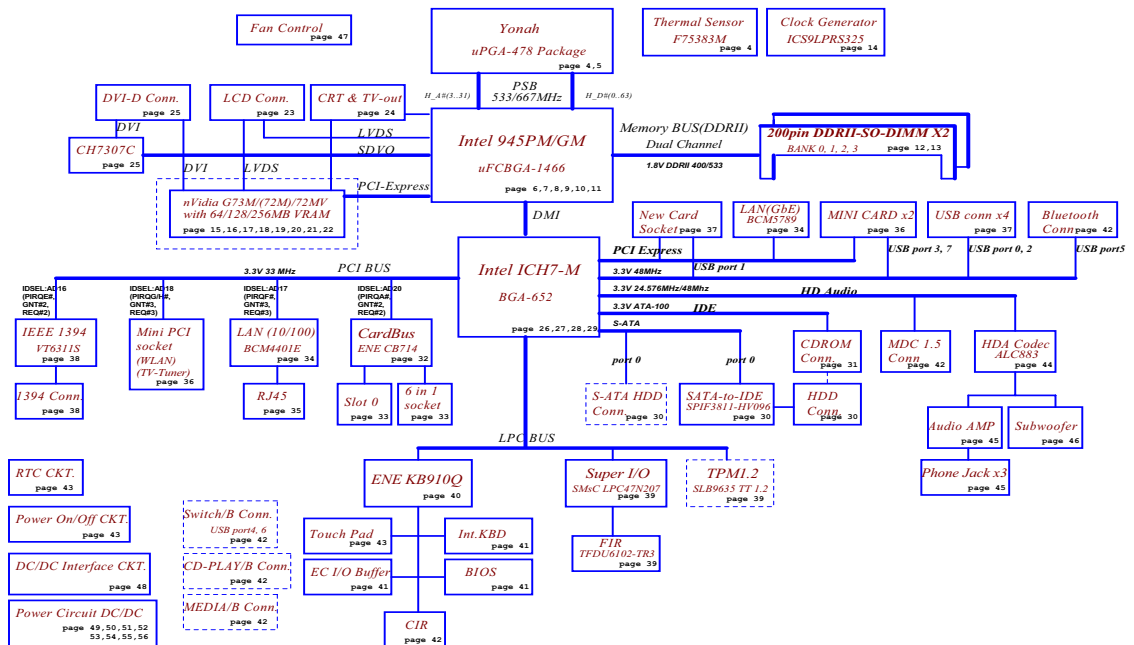 Fan Control
page 47
Yonah
uPGA-478 Package
page 4,5
Thermal Sensor
F75383M
page 4
Clock Generator
ICS9LPRS325
page 14
H_A#(3..31)
PSB
533/667MHz
H_D#(0..63)
DVI-D Conn.
page 25
LCD Conn.
page 23
CRT & TV-out
page 24
DVI
LVDS
SDVO
CH7307C
page 25
DVI
LVDS
PCI-Express
nVidia G73M/(72M)/72MV
with 64/128/256MB VRAM
page 15,16,17,18,19,20,21,22
Intel 945PM/GM
uFCBGA-1466
page 6,7,8,9,10,11
Memory BUS(DDRII)
Dual Channel
1.8V DDRII 400/533
200pin DDRII-SO-DIMM X2
BANK 0, 1, 2, 3
page 12,13
DMI
New Card
Socket
page 37
LAN(GbE)
BCM5789
page 34
MINI CARD x2
page 36
USB conn x4
page 37
Bluetooth
Conn
page 42
PCI Express
USB port 1
USB port 3, 7
USB port 0, 2
USB port5
Intel ICH7-M
BGA-652
page 26,27,28,29
3.3V 33 MHz
PCI BUS
3.3V 48MHz
3.3V 24.576MHz/48Mhz
HD Audio
3.3V ATA-100
IDE
S-ATA
IDSEL:AD16
(PIRQE#,
GNT#2,
REQ#2)
IDSEL:AD18
(PIRQG/H#,
GNT#3,
REQ#3)
IDSEL:AD17
(PIRQF#,
GNT#3,
REQ#3)
IDSEL:AD20
(PIRQA#,
GNT#2,
REQ#2)
IEEE 1394
VT6311S
page 38
Mini PCI
socket
(WLAN)
(TV-Tuner)
page 36
LAN (10/100)
BCM4401E
page 34
CardBus
ENE CB714
page 32
1394 Conn.
page 38
RJ45
page 35
Slot 0
page 33
6 in 1
socket
page 33
port 0
port 0
CDROM
Conn.
page 31
MDC 1.5
Conn
page 42
HDA Codec
ALC883
page 44
S-ATA HDD
Conn.
page 30
SATA-to-IDE
SPIF3811-HV096
page 30
HDD
Conn.
page 30
Audio AMP
page 45
Subwoofer
page 46
Phone Jack x3
page 45
LPC BUS
ENE KB910Q
page 40
Super I/O
SMsC LPC47N207
page 39
TPM1.2
SLB9635 TT 1.2
page 39
FIR
TFDU6102-TR3
page 39
RTC CKT.
page 43
Power On/Off CKT.
page 43
DC/DC Interface CKT.
page 48
Power Circuit DC/DC
page 49,50,51,52
53,54,55,56
Switch/B Conn.
USB port4, 6
page 42
CD-PLAY/B Conn.
page 42
MEDIA/B Conn.
page 42
Touch Pad
page 43
Int.KBD
page 41
EC I/O Buffer
page 41
BIOS
page 41
CIR
page 42